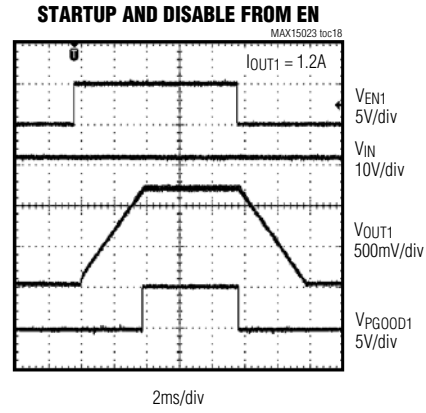 STARTUP AND DISABLE FROM EN
MAX15023 toc18
IOUT1 = 1.2A
T
VEN1
5V/div
VIN
10V/div
VOUT1
500mV/div
VPGOOD1
5V/div
2ms/div